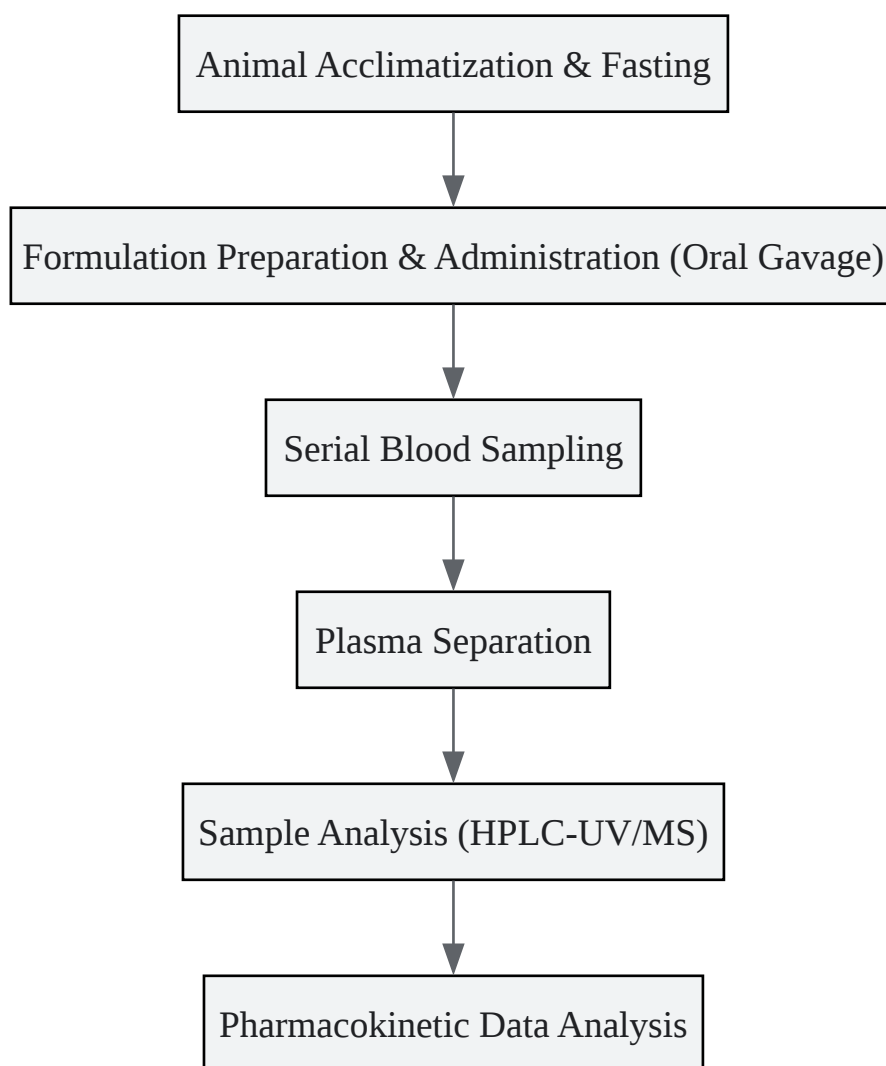 Animal Acclimatization & Fasting
Formulation Preparation & Administration (Oral Gavage)
Serial Blood Sampling
Plasma Separation
Sample Analysis (HPLC-UV/MS)
Pharmacokinetic Data Analysis